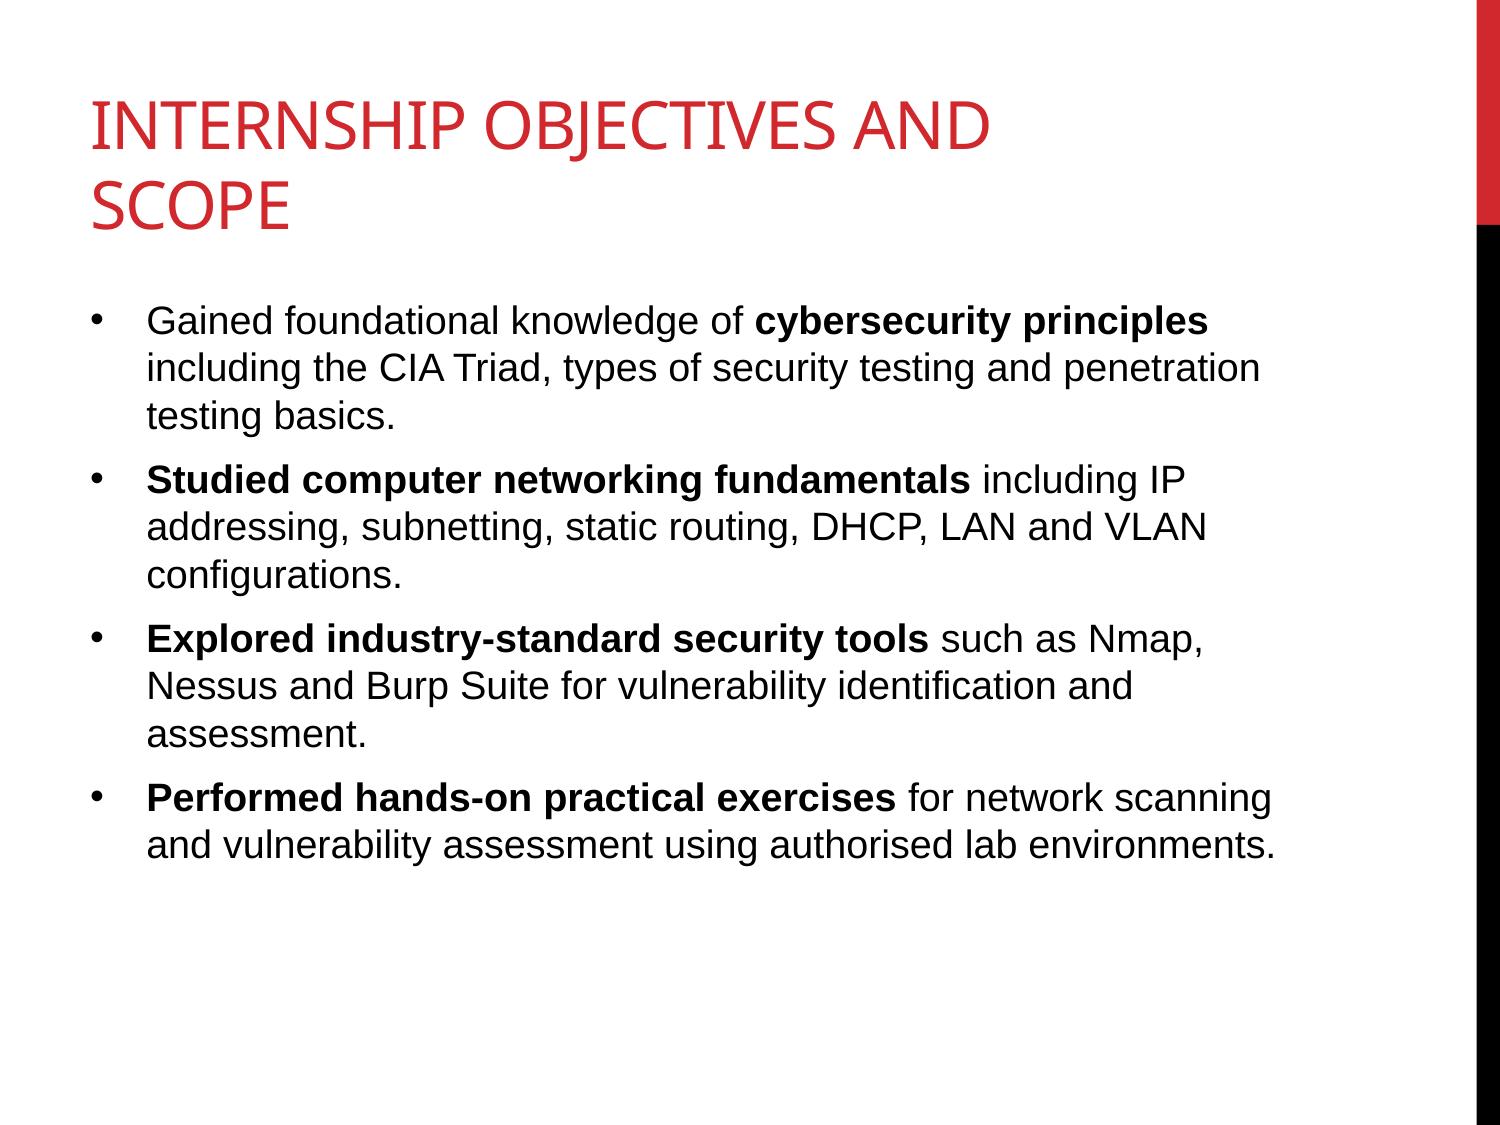 INTERNSHIP OBJECTIVES AND
SCOPE
• Gained foundational knowledge of cybersecurity principles
including the CIA Triad, types of security testing and penetration
testing basics.
• Studied computer networking fundamentals including IP
addressing, subnetting, static routing, DHCP, LAN and VLAN
configurations.
• Explored industry-standard security tools such as Nmap,
Nessus and Burp Suite for vulnerability identification and
assessment.
• Performed hands-on practical exercises for network scanning
and vulnerability assessment using authorised lab environments.